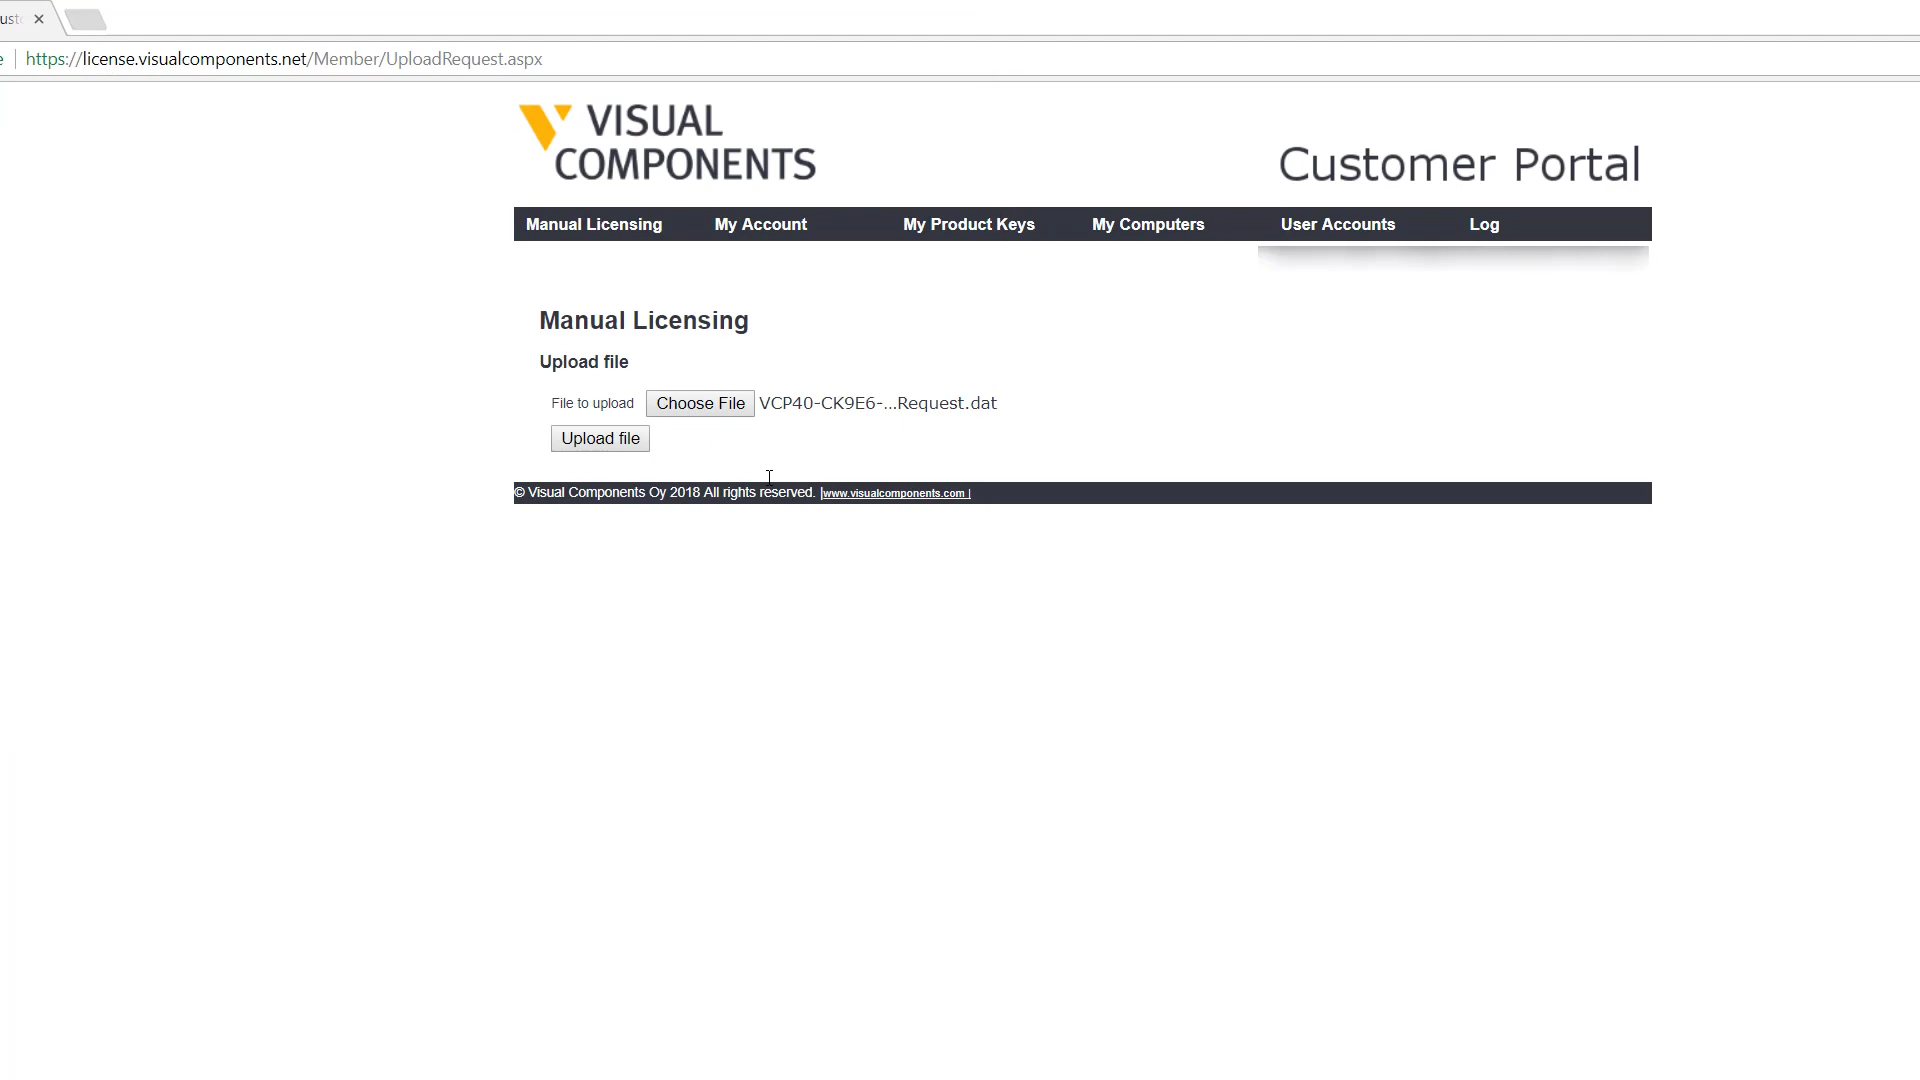 https://license.visualcomponents.net/Member/UploadRequest.aspx
VISUAL
COMPONENTS
Customer Portal
Manual Licensing My Account My Product Keys My Computers User Accounts Log
Manual Licensing
Upload file
File to upload Choose File VCP40-CK9E6-...Request.dat
Upload file
© Visual Components Oy 2018 All rights reserved. |www.visualcomponents.com |